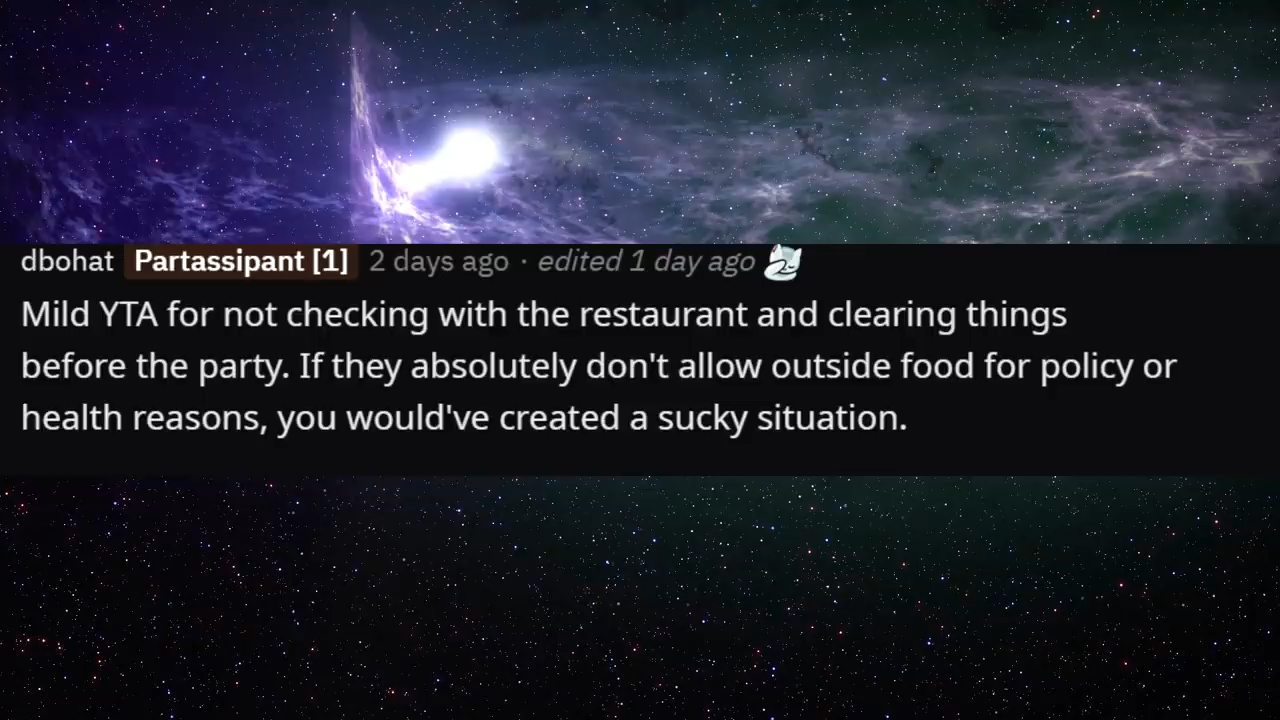 dbohat Partassipant [1] 2 days ago · edited 1 day ago
Mild YTA for not checking with the restaurant and clearing things
before the party. If they absolutely don't allow outside food for policy or
health reasons, you would've created a sucky situation.